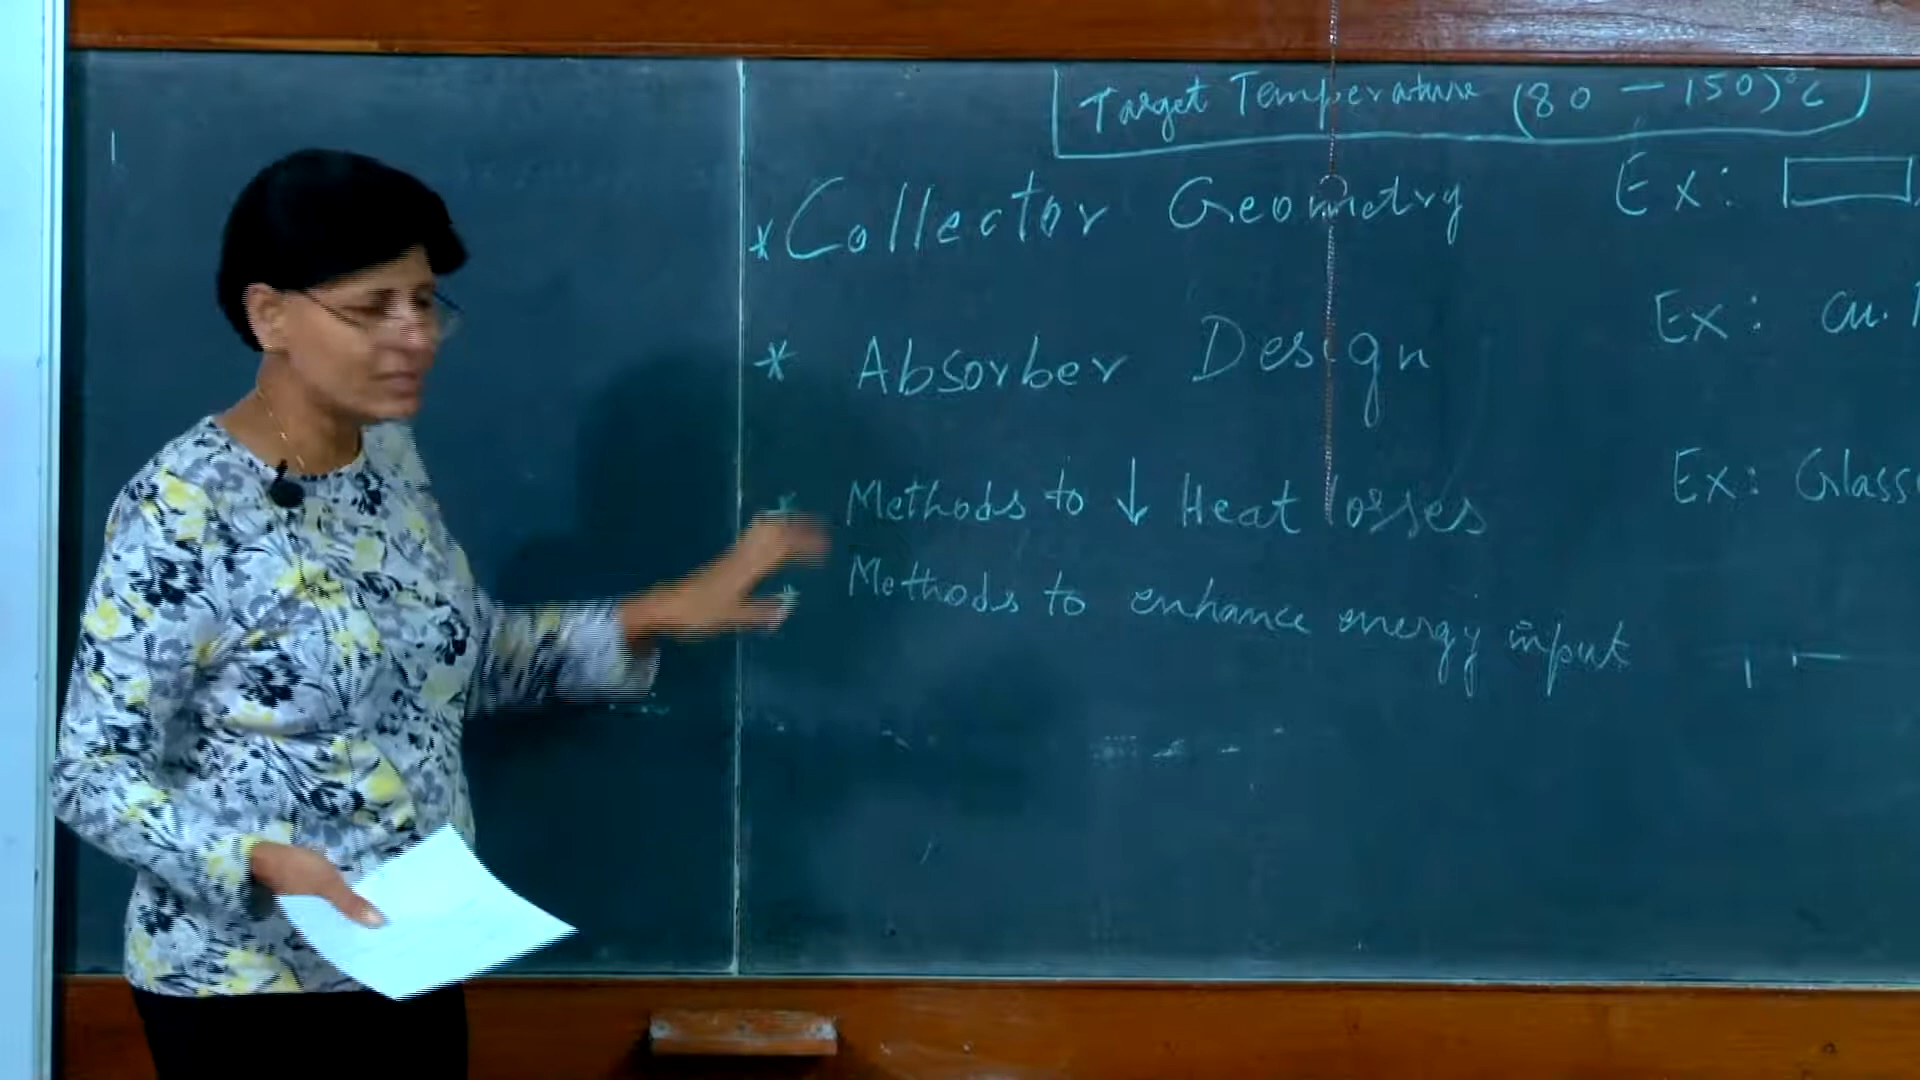 Target Temperature (80 – 150)°C
* Collector Geometry Ex:
* Absorber Design Ex: Cu.
* Methods to ↓ Heat losses Ex: Glass
* Methods to enhance energy input